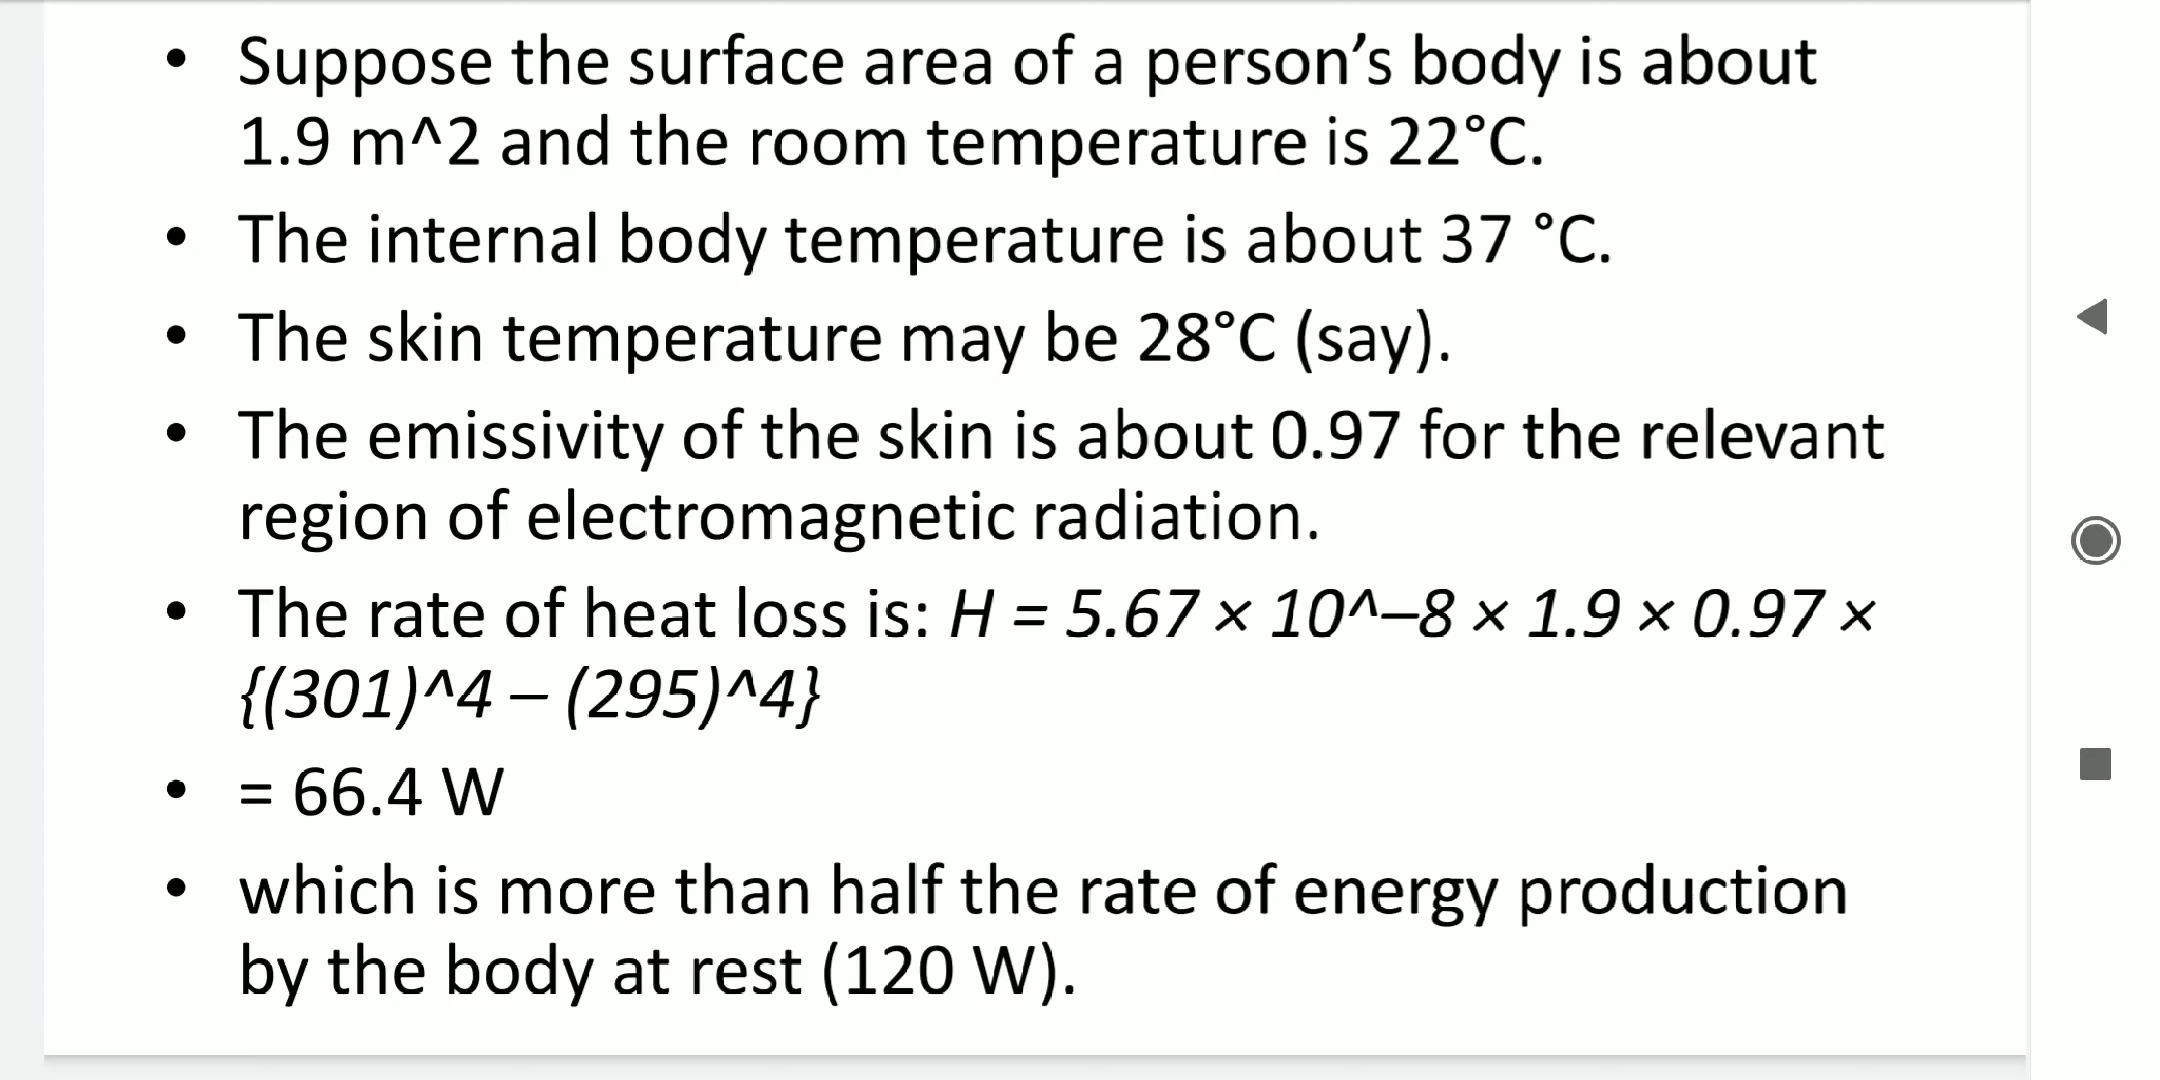 • Suppose the surface area of a person’s body is about
1.9 m^2 and the room temperature is 22°C.
• The internal body temperature is about 37 °C.
• The skin temperature may be 28°C (say).
• The emissivity of the skin is about 0.97 for the relevant
region of electromagnetic radiation.
• The rate of heat loss is: H = 5.67 × 10^–8 × 1.9 × 0.97 ×
{(301)^4 – (295)^4}
• = 66.4 W
• which is more than half the rate of energy production
by the body at rest (120 W).